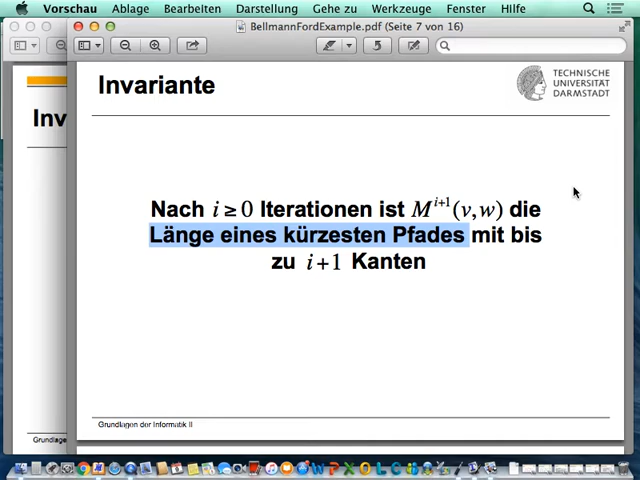 Vorschau Ablage Bearbeiten Darstellung Gehe zu Werkzeuge Fenster Hilfe
BellmannFordExample.pdf (Seite 7 von 16)
Inv
Invariante
TECHNISCHE
UNIVERSITÄT
DARMSTADT
Nach i ≥ 0 Iterationen ist M^{i+1}(v,w) die
Länge eines kürzesten Pfades mit bis
zu i+1 Kanten
Grundlagen der Informatik II
Grundlage